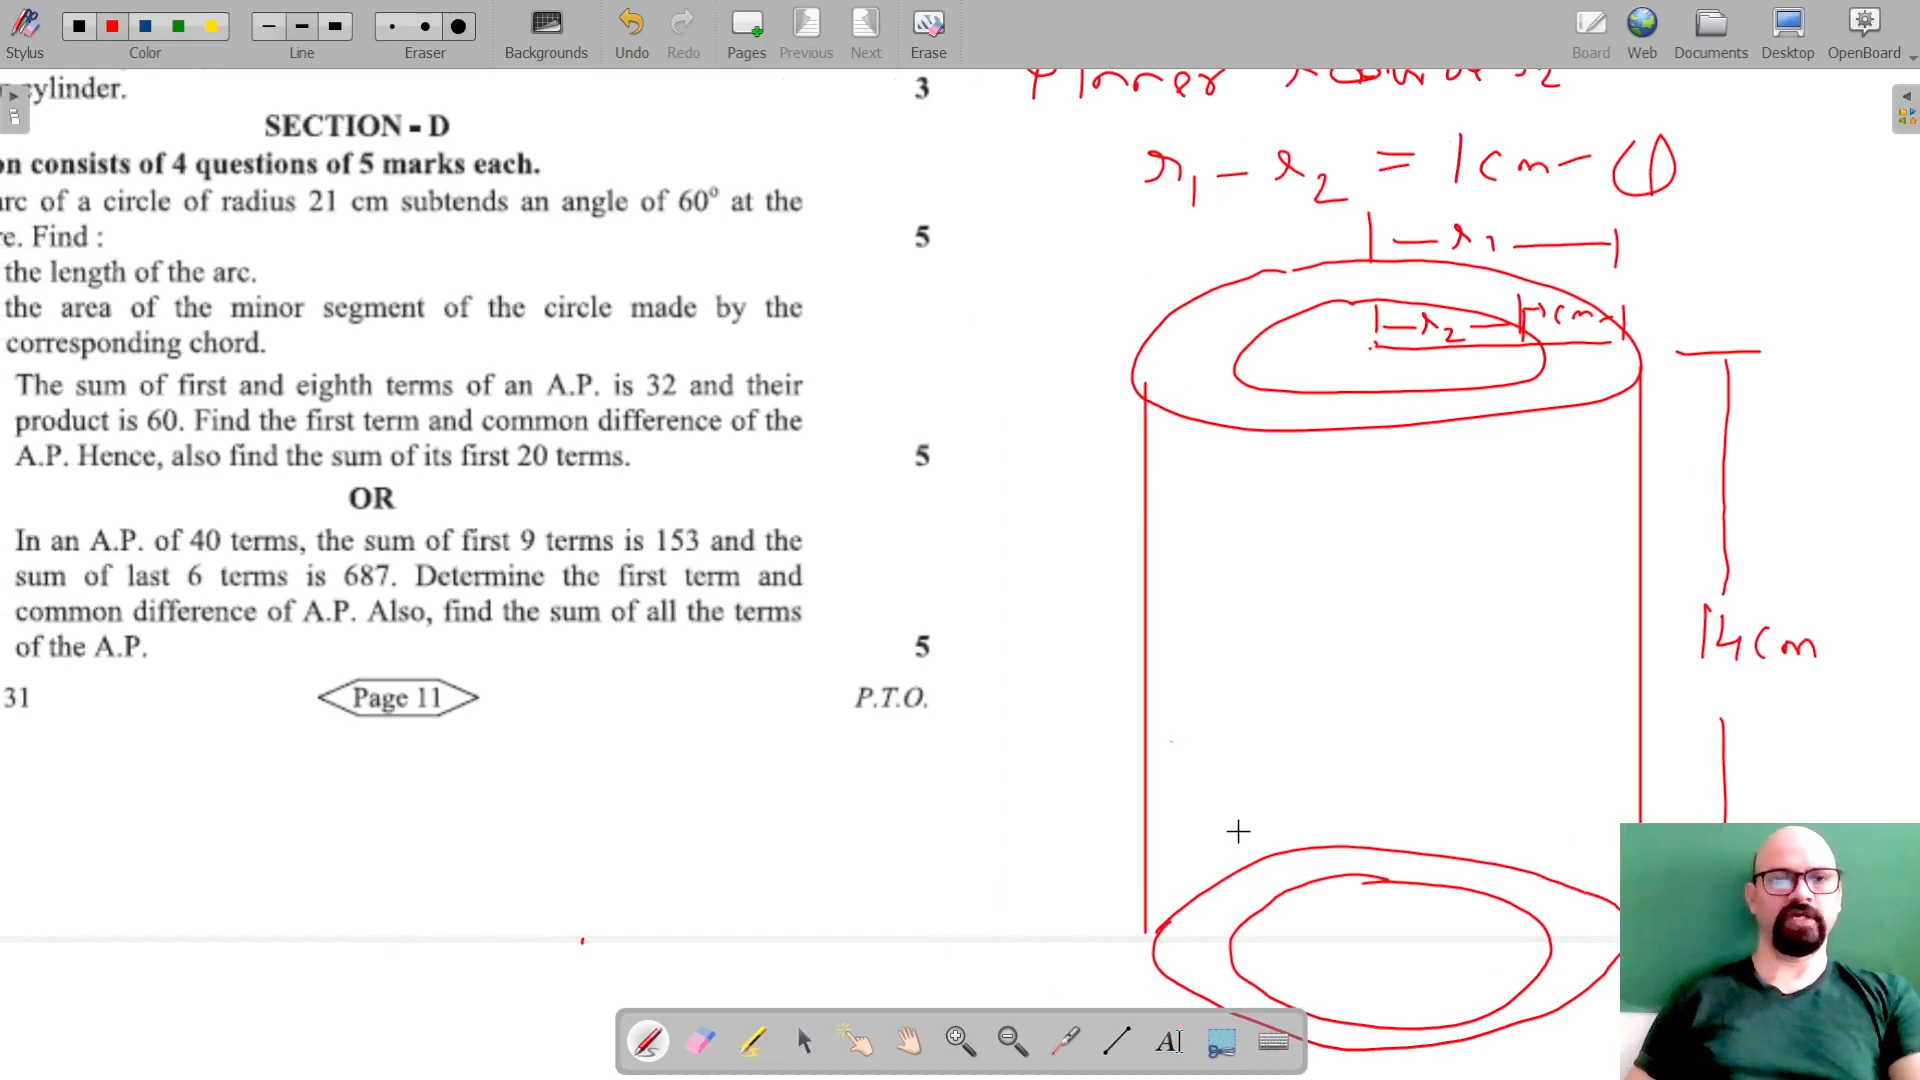 Stylus
Color
Line
Eraser
Backgrounds
Undo
Redo
Pages
Previous
Next
Erase
Board
Web
Documents
Desktop
OpenBoard
cylinder.
3
SECTION - D
on consists of 4 questions of 5 marks each.
arc of a circle of radius 21 cm subtends an angle of 60° at the
re. Find :
5
the length of the arc.
the area of the minor segment of the circle made by the
corresponding chord.
The sum of first and eighth terms of an A.P. is 32 and their
product is 60. Find the first term and common difference of the
A.P. Hence, also find the sum of its first 20 terms.
5
OR
In an A.P. of 40 terms, the sum of first 9 terms is 153 and the
sum of last 6 terms is 687. Determine the first term and
common difference of A.P. Also, find the sum of all the terms
of the A.P.
5
31
Page 11
P.T.O.
r₁ - r₂ = 1cm - ①
r₁
r₂
1cm
14cm
AI